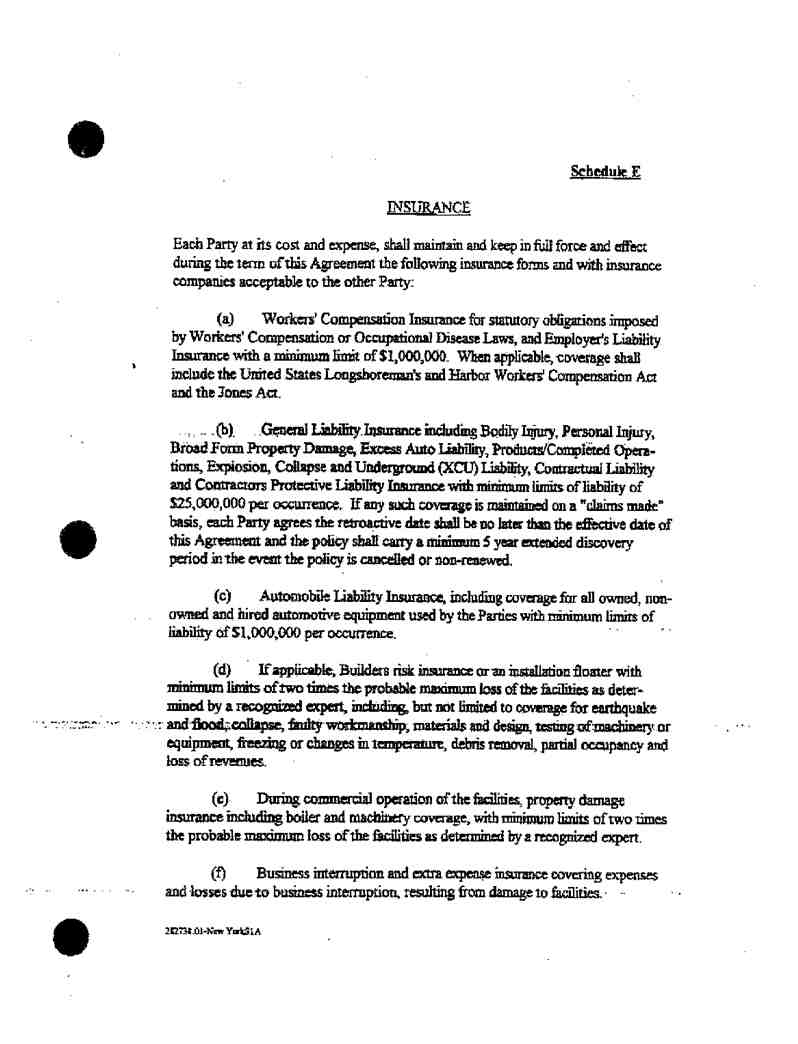 Schedule E
INSURANCE
Each Party at its cost and expense, shall maintain and keep in full force and effect
during the term of this Agreement the following insurance forms and with insurance
companies acceptable to the other Party:
(a) Workers' Compensation Insurance for statutory obligations imposed
by Workers' Compensation or Occupational Disease Laws, and Employer's Liability
Insurance with a minimum limit of $1,000,000. When applicable, coverage shall
include the United States Longshoreman's and Harbor Workers' Compensation Act
and the Jones Act.
(b) General Liability Insurance including Bodily Injury, Personal Injury,
Broad Form Property Damage, Excess Auto Liability, Products/Completed Opera-
tions, Explosion, Collapse and Underground (XCU) Liability, Contractual Liability
and Contractors Protective Liability Insurance with minimum limits of liability of
$25,000,000 per occurrence. If any such coverage is maintained on a "claims made"
basis, each Party agrees the retroactive date shall be no later than the effective date of
this Agreement and the policy shall carry a minimum 5 year extended discovery
period in the event the policy is cancelled or non-renewed.
(c) Automobile Liability Insurance, including coverage for all owned, non-
owned and hired automotive equipment used by the Parties with minimum limits of
liability of $1,000,000 per occurrence.
(d) If applicable, Builders risk insurance or an installation floater with
minimum limits of two times the probable maximum loss of the facilities as deter-
mined by a recognized expert, including, but not limited to coverage for earthquake
and flood, collapse, faulty workmanship, materials and design, testing of machinery or
equipment, freezing or changes in temperature, debris removal, partial occupancy and
loss of revenues.
(e) During commercial operation of the facilities, property damage
insurance including boiler and machinery coverage, with minimum limits of two times
the probable maximum loss of the facilities as determined by a recognized expert.
(f) Business interruption and extra expense insurance covering expenses
and losses due to business interruption, resulting from damage to facilities.